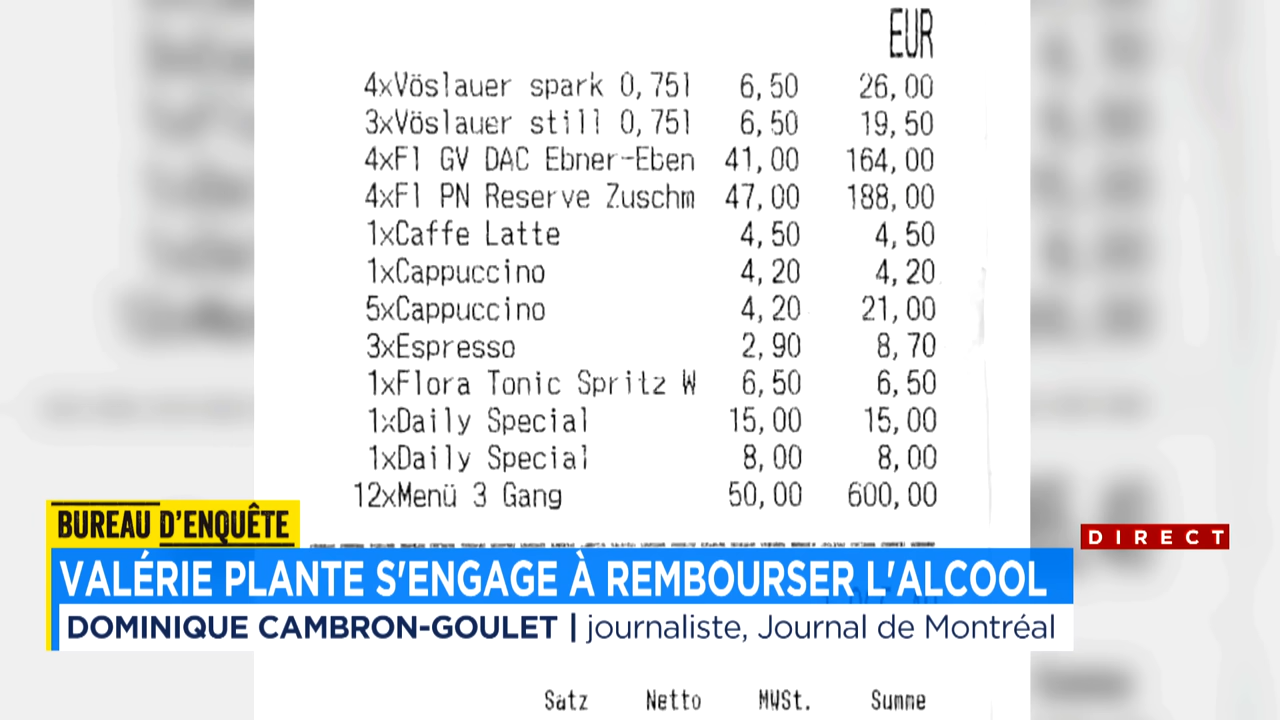 EUR
4xVöslauer spark 0,75l 6,50 26,00
3xVöslauer still 0,75l 6,50 19,50
4xFl GV DAC Ebner-Eben 41,00 164,00
4xFl PN Reserve Zuschm 47,00 188,00
1xCaffe Latte 4,50 4,50
1xCappuccino 4,20 4,20
5xCappuccino 4,20 21,00
3xEspresso 2,90 8,70
1xFlora Tonic Spritz W 6,50 6,50
1xDaily Special 15,00 15,00
1xDaily Special 8,00 8,00
12xMenü 3 Gang 50,00 600,00
BUREAU D'ENQUÊTE
DIRECT
VALÉRIE PLANTE S'ENGAGE À REMBOURSER L'ALCOOL
DOMINIQUE CAMBRON-GOULET | journaliste, Journal de Montréal
Satz Netto MWSt. Summe